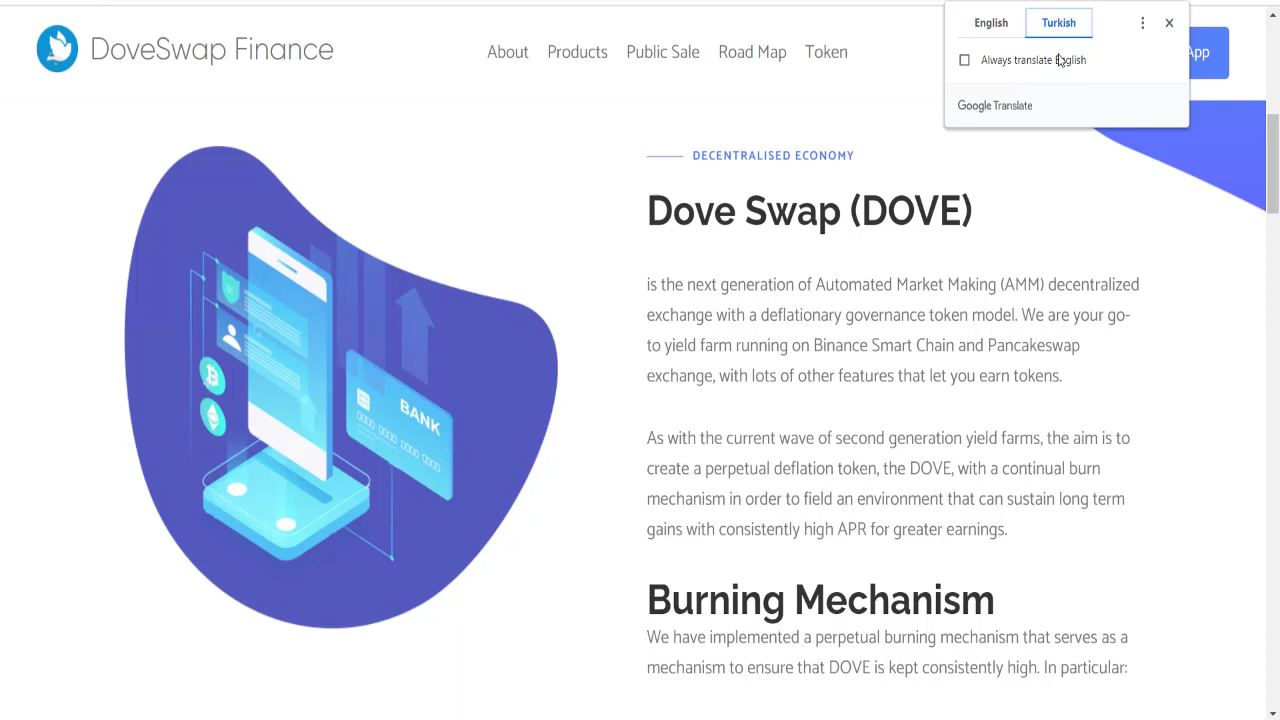 English
Turkish
Always translate English
Google Translate
DoveSwap Finance
About
Products
Public Sale
Road Map
Token
App
DECENTRALISED ECONOMY
Dove Swap (DOVE)
is the next generation of Automated Market Making (AMM) decentralized
exchange with a deflationary governance token model. We are your go-
to yield farm running on Binance Smart Chain and Pancakeswap
exchange, with lots of other features that let you earn tokens.
As with the current wave of second generation yield farms, the aim is to
create a perpetual deflation token, the DOVE, with a continual burn
mechanism in order to field an environment that can sustain long term
gains with consistently high APR for greater earnings.
Burning Mechanism
We have implemented a perpetual burning mechanism that serves as a
mechanism to ensure that DOVE is kept consistently high. In particular:
BANK